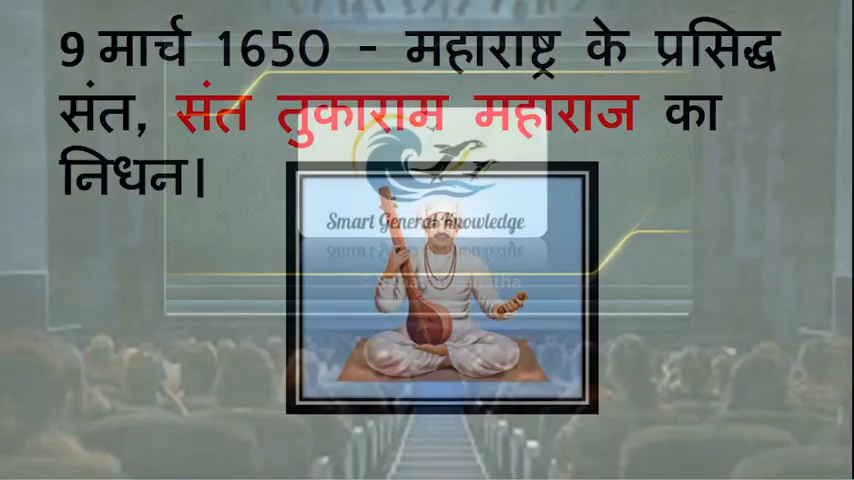 9 मार्च 1650 - महाराष्ट्र के प्रसिद्ध
संत, संत तुकाराम महाराज का
निधन।
Smart General Knowledge